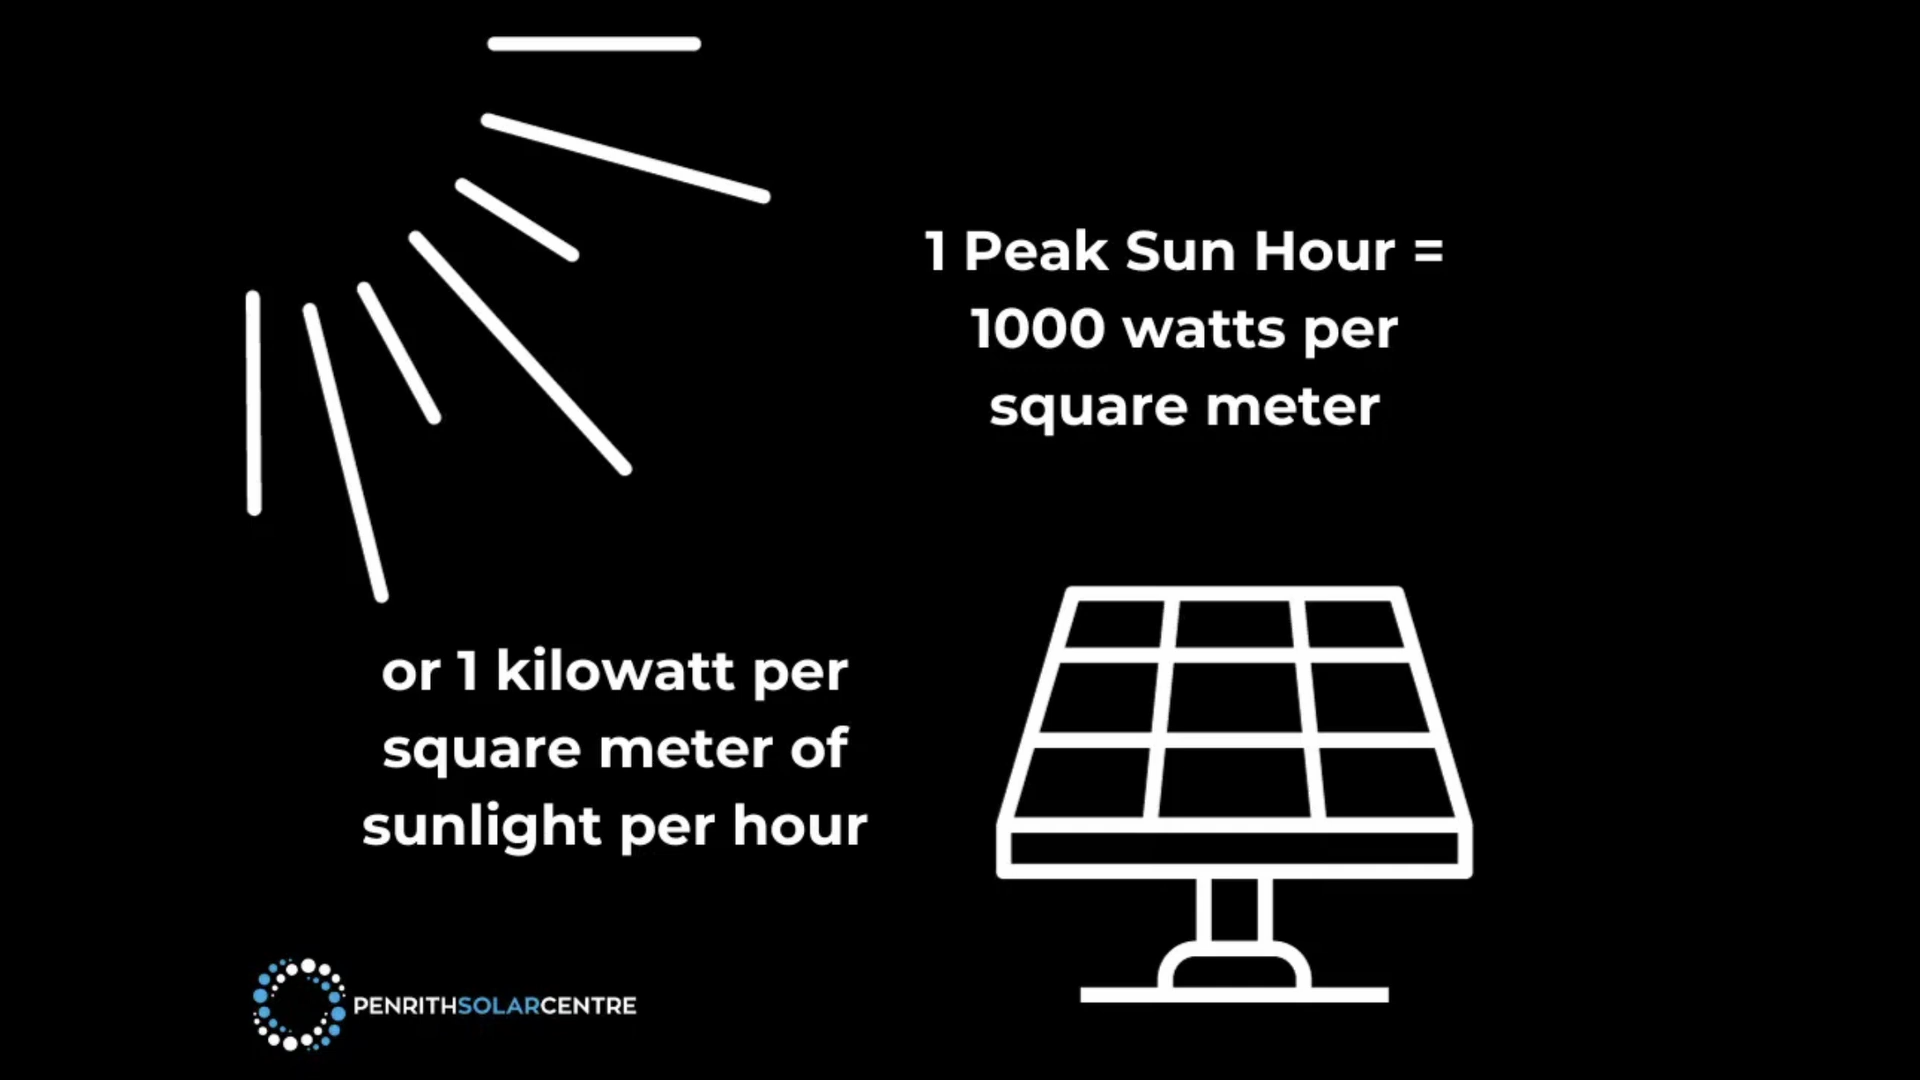 1 Peak Sun Hour =
1000 watts per
square meter
or 1 kilowatt per
square meter of
sunlight per hour
PENRITHSOLARCENTRE